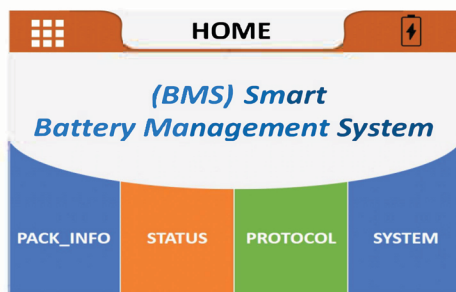 HOME
(BMS) Smart
Battery Management System
PACK_INFO STATUS PROTOCOL SYSTEM